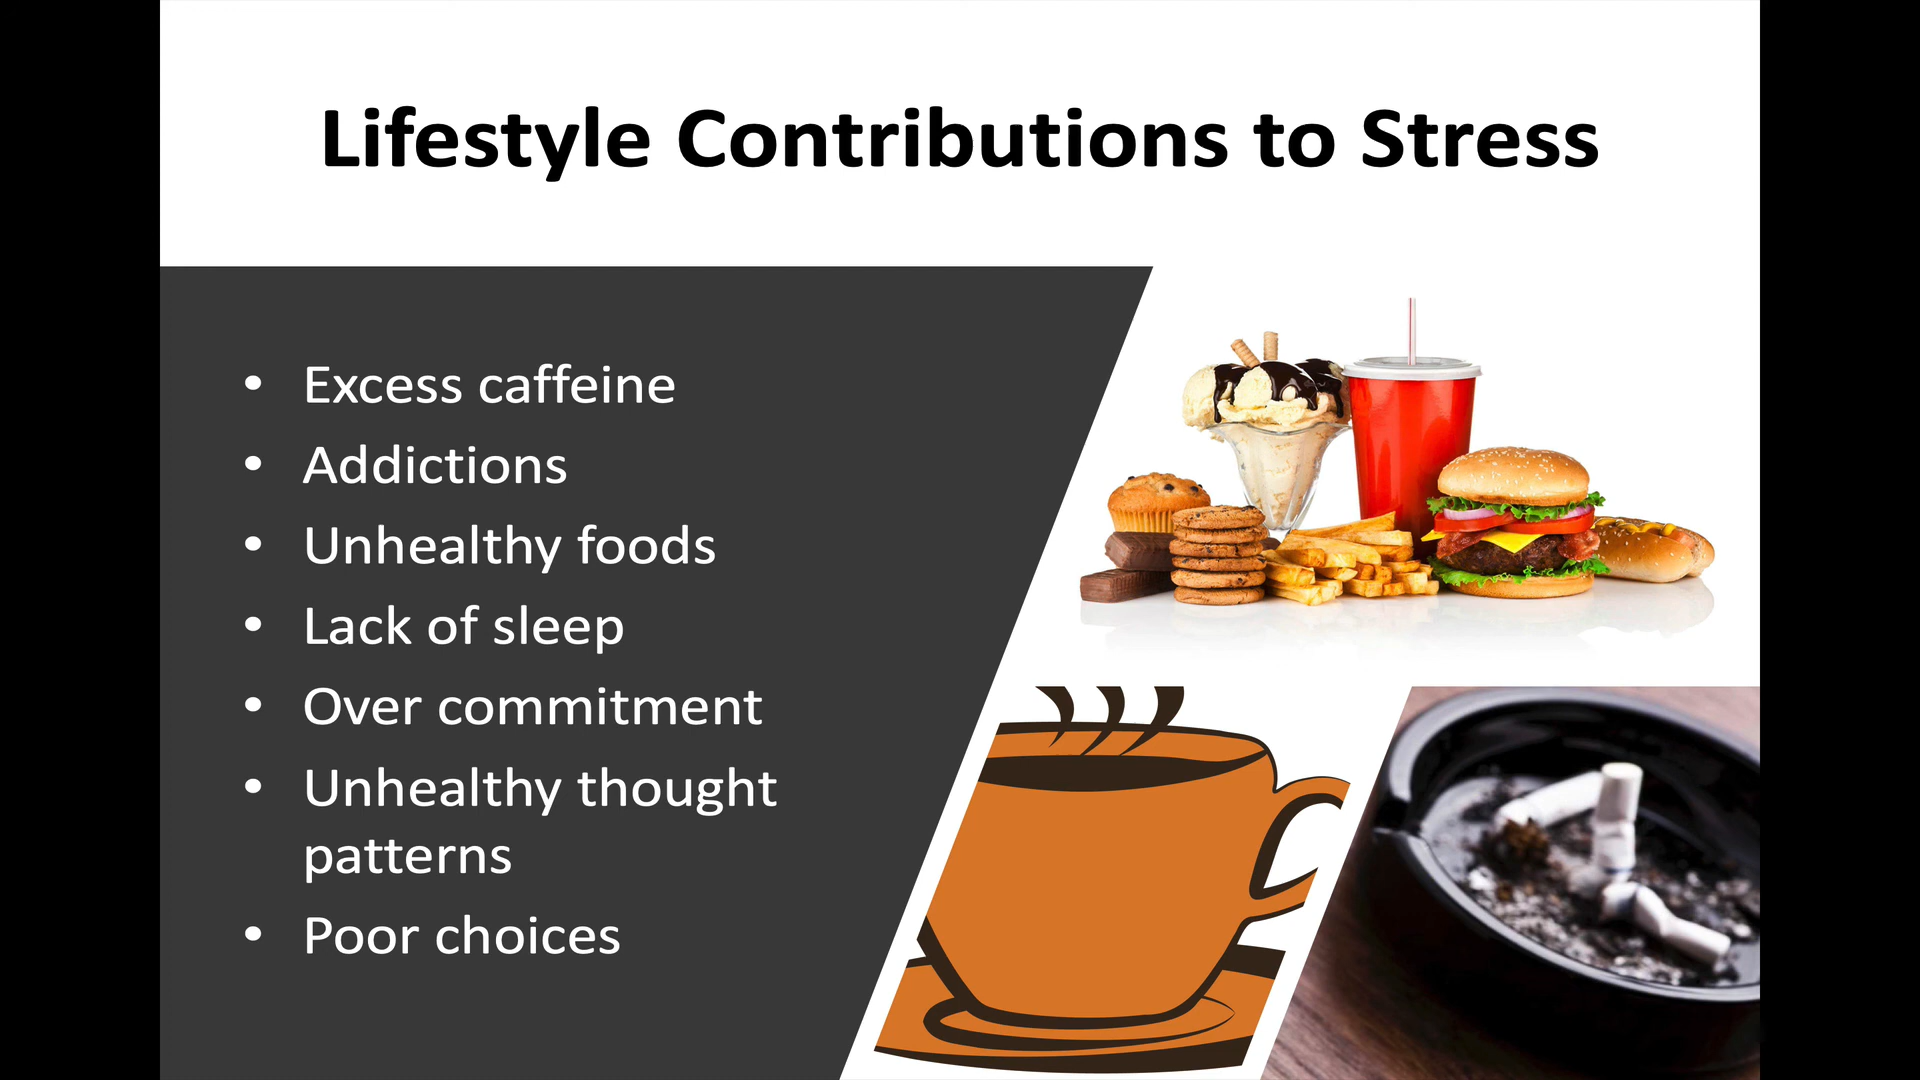 Lifestyle Contributions to Stress
• Excess caffeine
• Addictions
• Unhealthy foods
• Lack of sleep
• Over commitment
• Unhealthy thought
patterns
• Poor choices